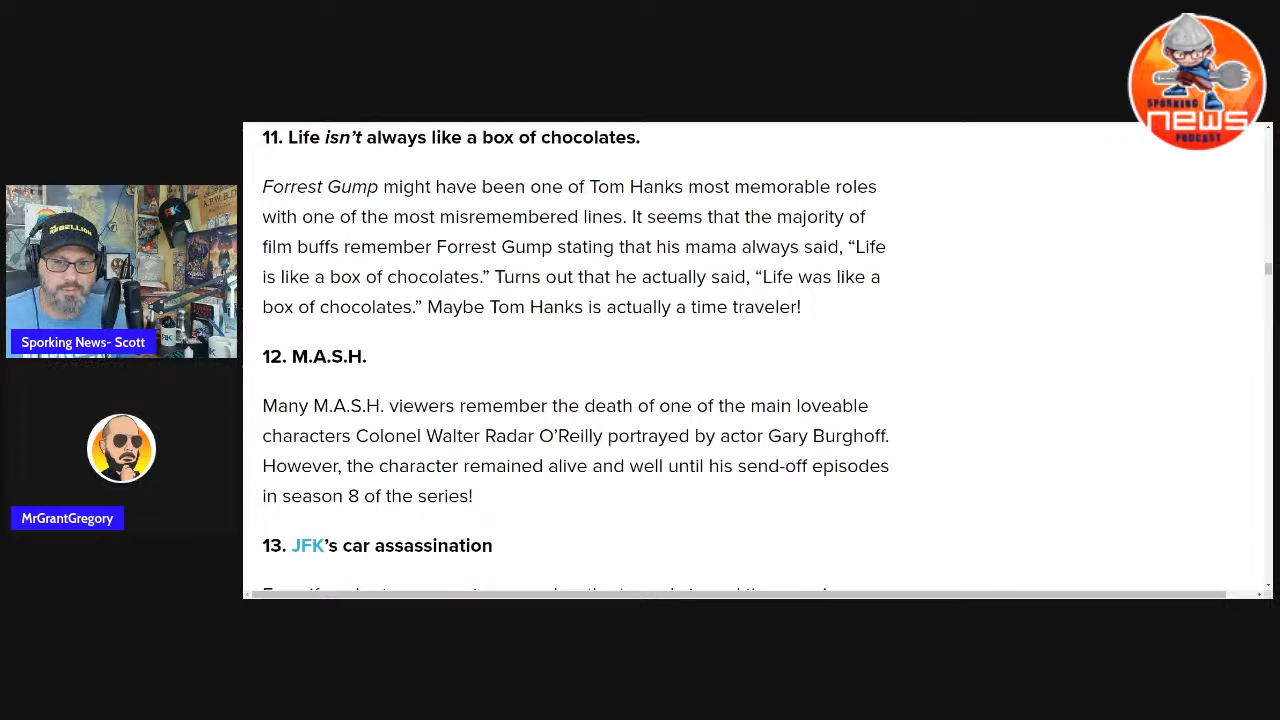 SPORKING
NEWS
PODCAST
11. Life isn’t always like a box of chocolates.
Forrest Gump might have been one of Tom Hanks most memorable roles
with one of the most misremembered lines. It seems that the majority of
film buffs remember Forrest Gump stating that his mama always said, “Life
is like a box of chocolates.” Turns out that he actually said, “Life was like a
box of chocolates.” Maybe Tom Hanks is actually a time traveler!
REBELLION
Sporking News- Scott
12. M.A.S.H.
Many M.A.S.H. viewers remember the death of one of the main loveable
characters Colonel Walter Radar O’Reilly portrayed by actor Gary Burghoff.
However, the character remained alive and well until his send-off episodes
in season 8 of the series!
MrGrantGregory
13. JFK’s car assassination